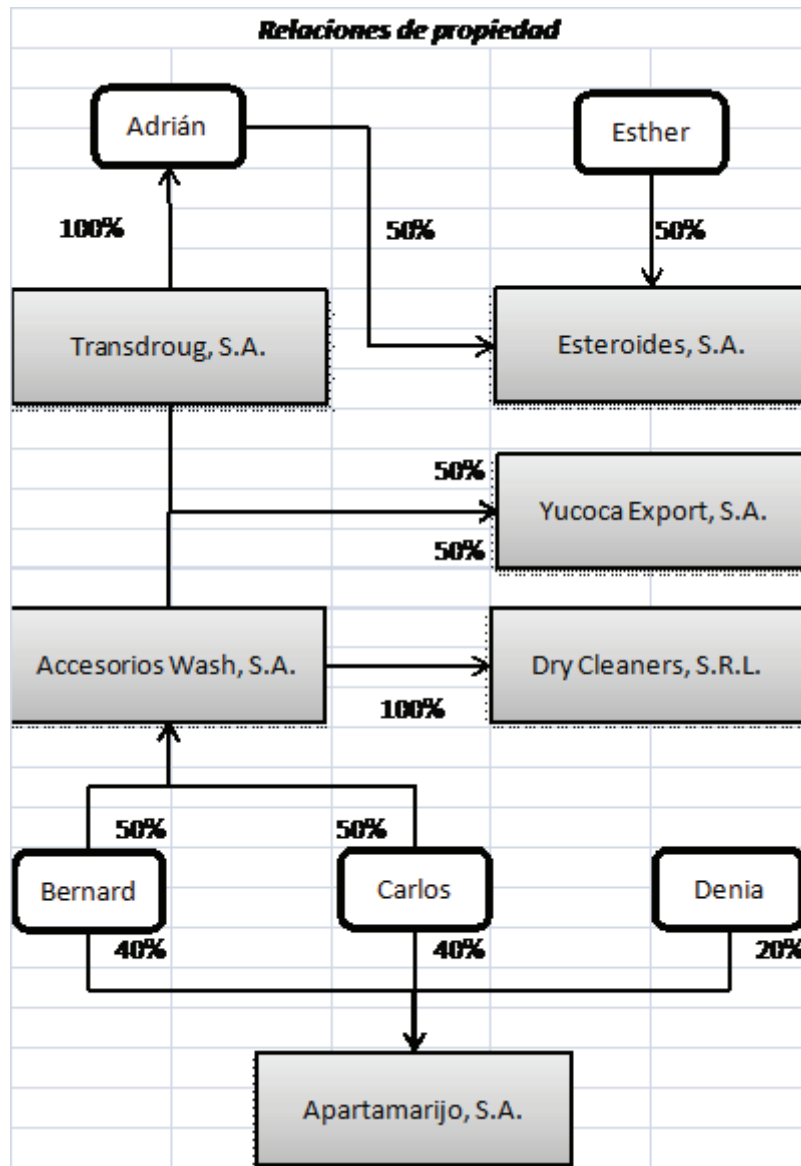 Relaciones de propiedad
Adrián
Esther
100%
50%
50%
Transdroug, S.A.
Esteroides, S.A.
50%
Yucoca Export, S.A.
50%
Accesorios Wash, S.A.
Dry Cleaners, S.R.L.
100%
50%
50%
Bernard
Carlos
Denia
40%
40%
20%
Apartamarijo, S.A.